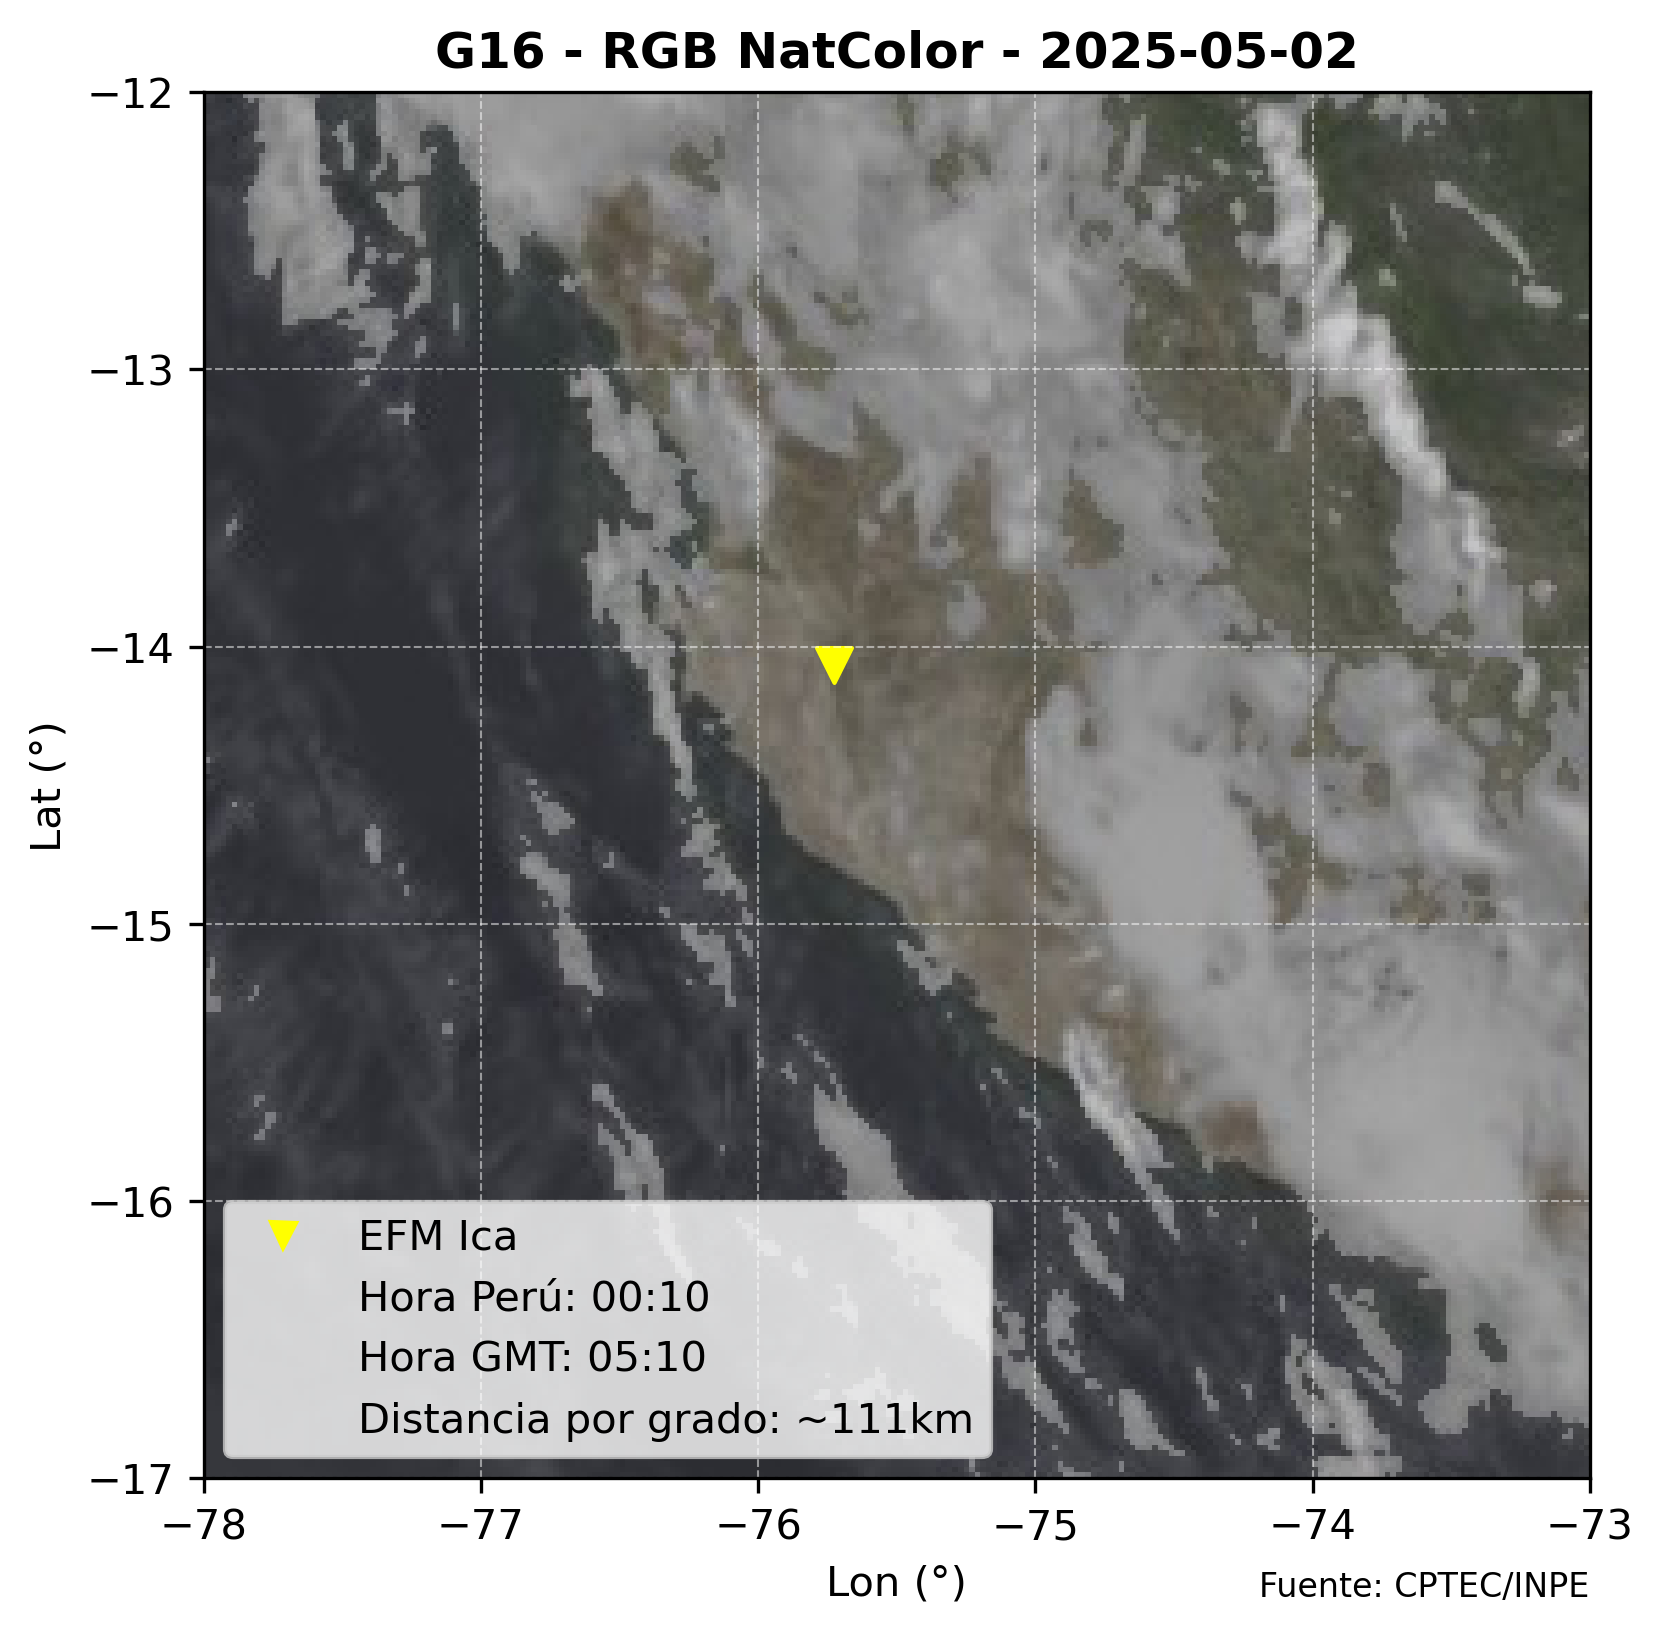 G16 - RGB NatColor - 2025-05-02
−12
−13
−14
−15
−16
−17
Lat (°)
EFM Ica
Hora Perú: 00:10
Hora GMT: 05:10
Distancia por grado: ~111km
−78
−77
−76
−75
−74
−73
Lon (°)
Fuente: CPTEC/INPE